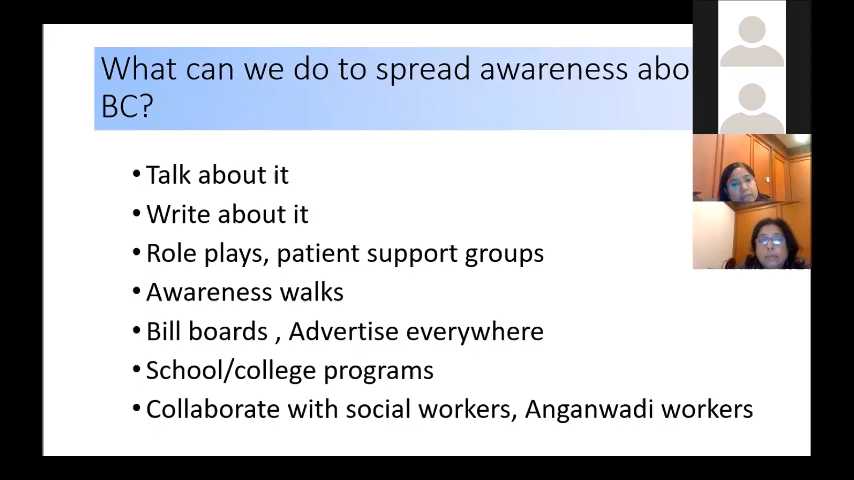 What can we do to spread awareness abo
BC?
• Talk about it
• Write about it
• Role plays, patient support groups
• Awareness walks
• Bill boards , Advertise everywhere
• School/college programs
• Collaborate with social workers, Anganwadi workers